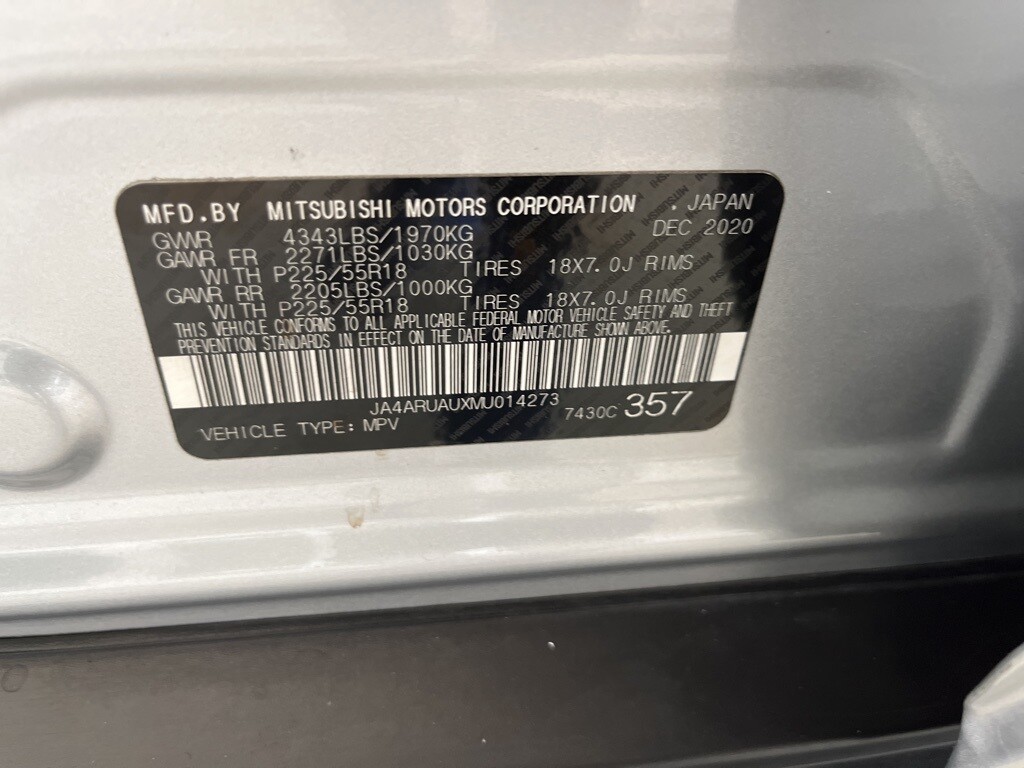 MFD.BY MITSUBISHI MOTORS CORPORATION . JAPAN
GVWR 4343LBS/1970KG DEC 2020
GAWR FR 2271LBS/1030KG
WITH P225/55R18 TIRES 18X7.0J RIMS
GAWR RR 2205LBS/1000KG
WITH P225/55R18 TIRES 18X7.0J RIMS
THIS VEHICLE CONFORMS TO ALL APPLICABLE FEDERAL MOTOR VEHICLE SAFETY AND THEFT
PREVENTION STANDARDS IN EFFECT ON THE DATE OF MANUFACTURE SHOWN ABOVE.
JA4ARUAUXMU014273 7430C 357
VEHICLE TYPE: MPV